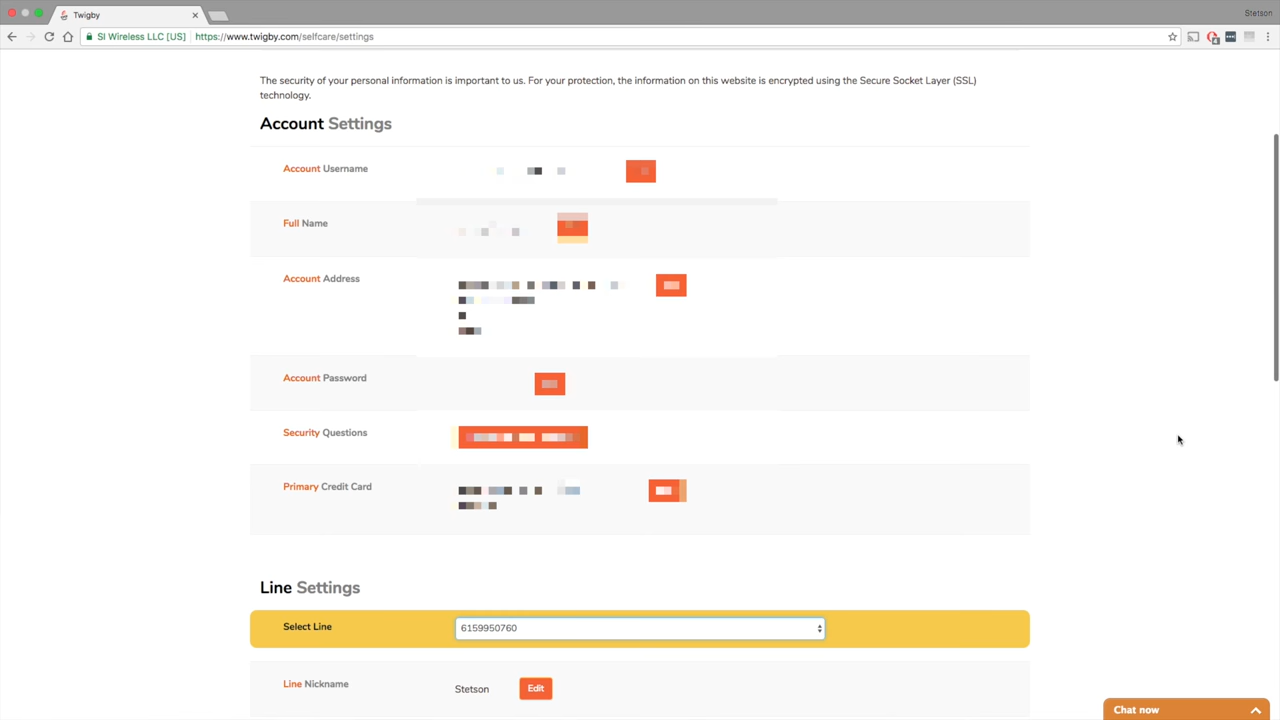 Twigby
Stetson
SI Wireless LLC [US] https://www.twigby.com/selfcare/settings
The security of your personal information is important to us. For your protection, the information on this website is encrypted using the Secure Socket Layer (SSL)
technology.
Account Settings
Account Username
Full Name
Account Address
Account Password
Security Questions
Primary Credit Card
Line Settings
Select Line
6159950760
Line Nickname
Stetson
Edit
Chat now